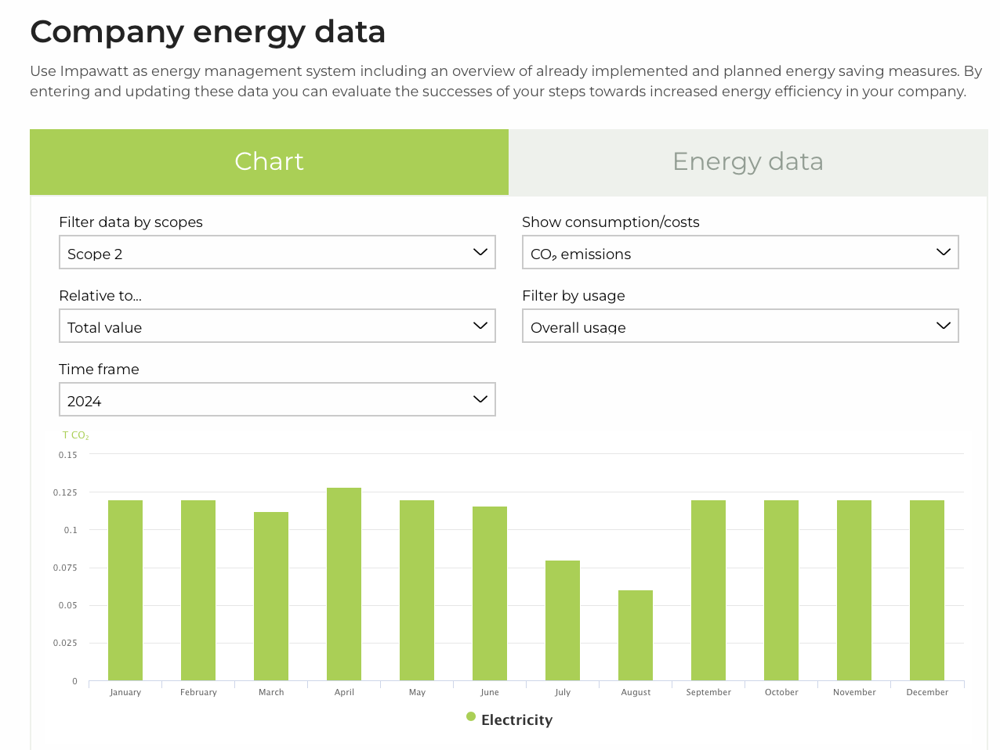 Company energy data
Use Impawatt as energy management system including an overview of already implemented and planned energy saving measures. By
entering and updating these data you can evaluate the successes of your steps towards increased energy efficiency in your company.
Chart
Energy data
Filter data by scopes
Show consumption/costs
Scope 2
CO₂ emissions
Relative to...
Filter by usage
Total value
Overall usage
Time frame
2024
T CO₂
0.15
0.125
0.1
0.075
0.05
0.025
0
January February March April May June July August September October November December
Electricity